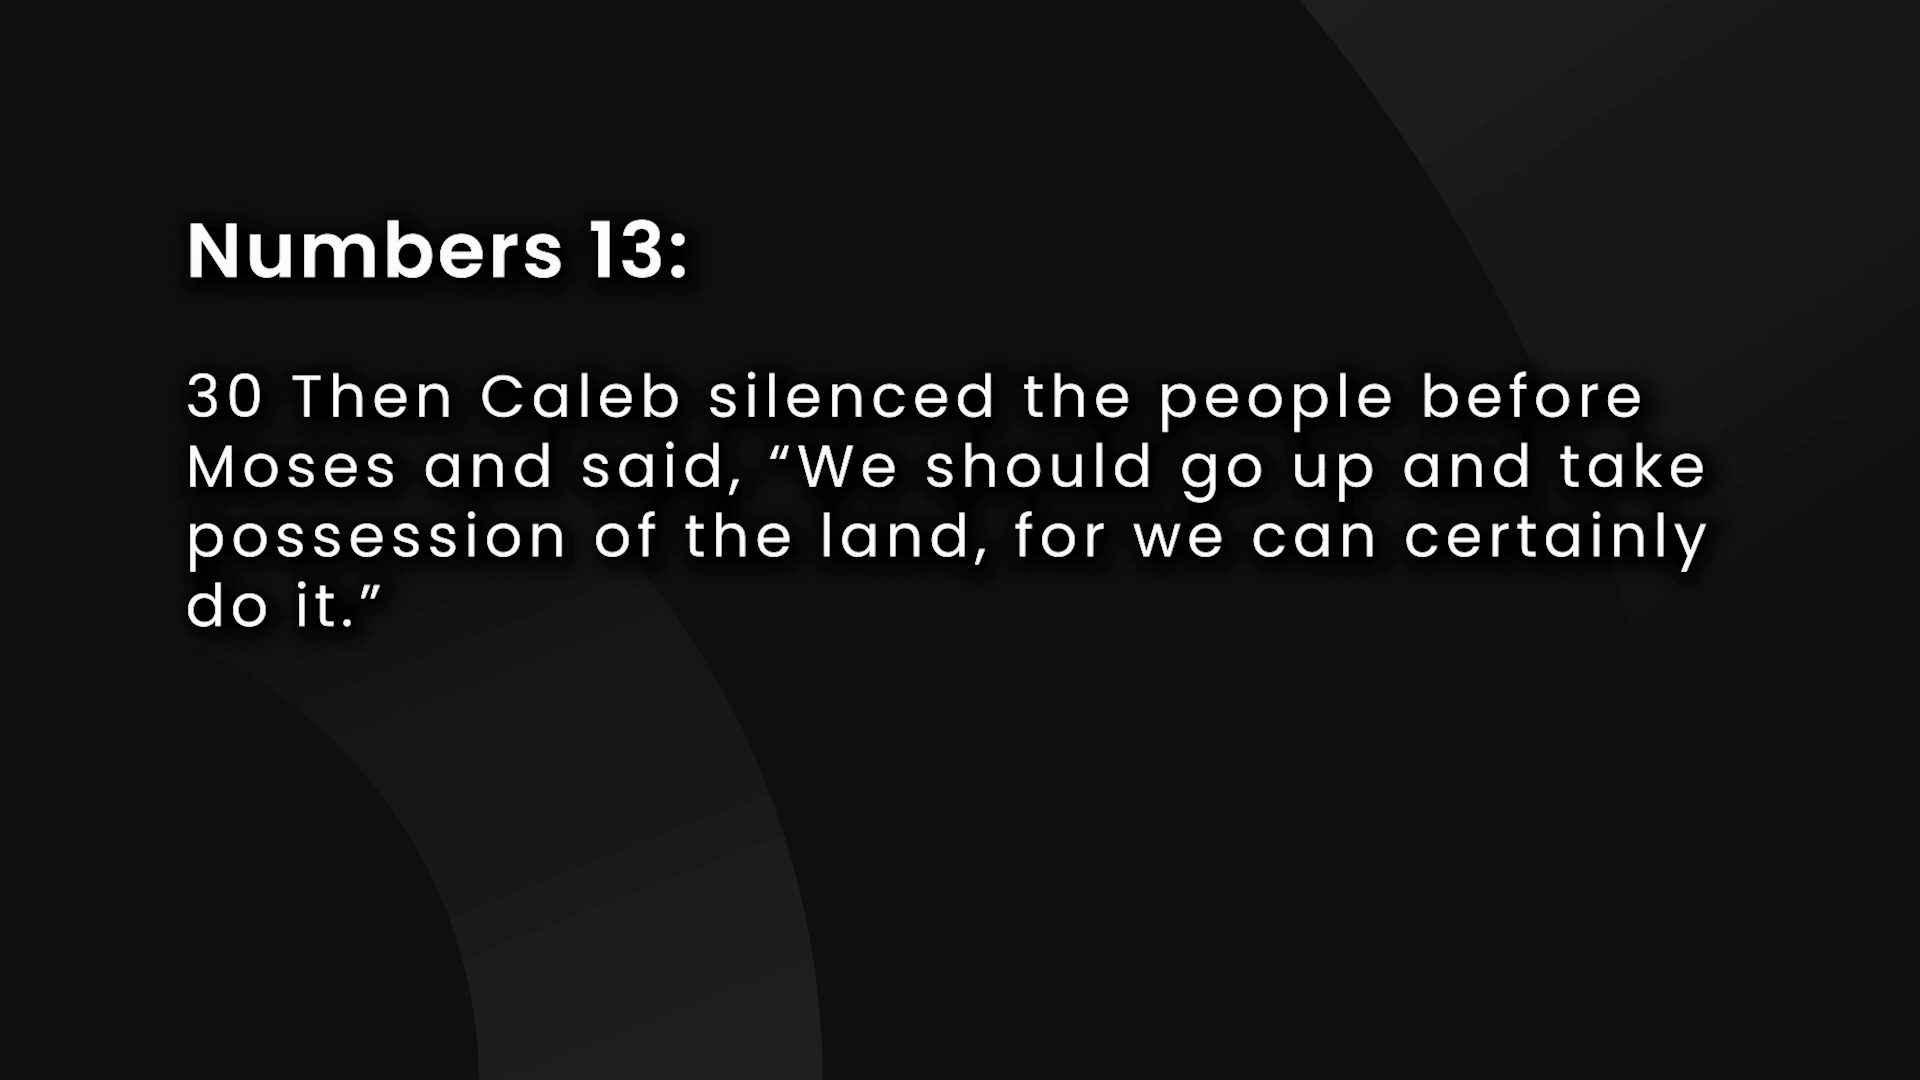 Numbers 13:
30 Then Caleb silenced the people before
Moses and said, “We should go up and take
possession of the land, for we can certainly
do it.”